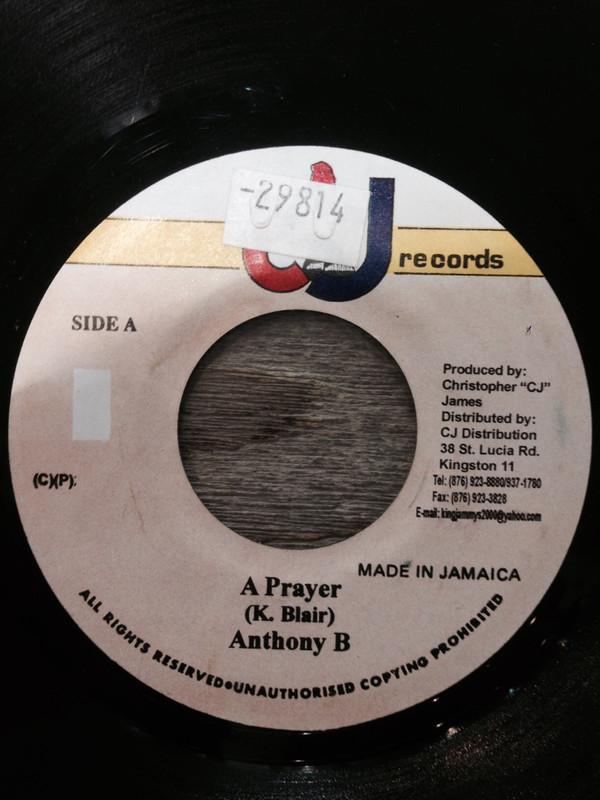 -29814
CJ
records
SIDE A
Produced by:
Christopher “CJ”
James
Distributed by:
CJ Distribution
38 St. Lucia Rd.
Kingston 11
Tel: (876) 923-8880/937-1780
Fax: (876) 923-3828
E-mail: kingjammys2000@yahoo.com
(C)(P):
MADE IN JAMAICA
A Prayer
(K. Blair)
Anthony B
ALL RIGHTS RESERVED•UNAUTHORISED COPYING PROHIBITED